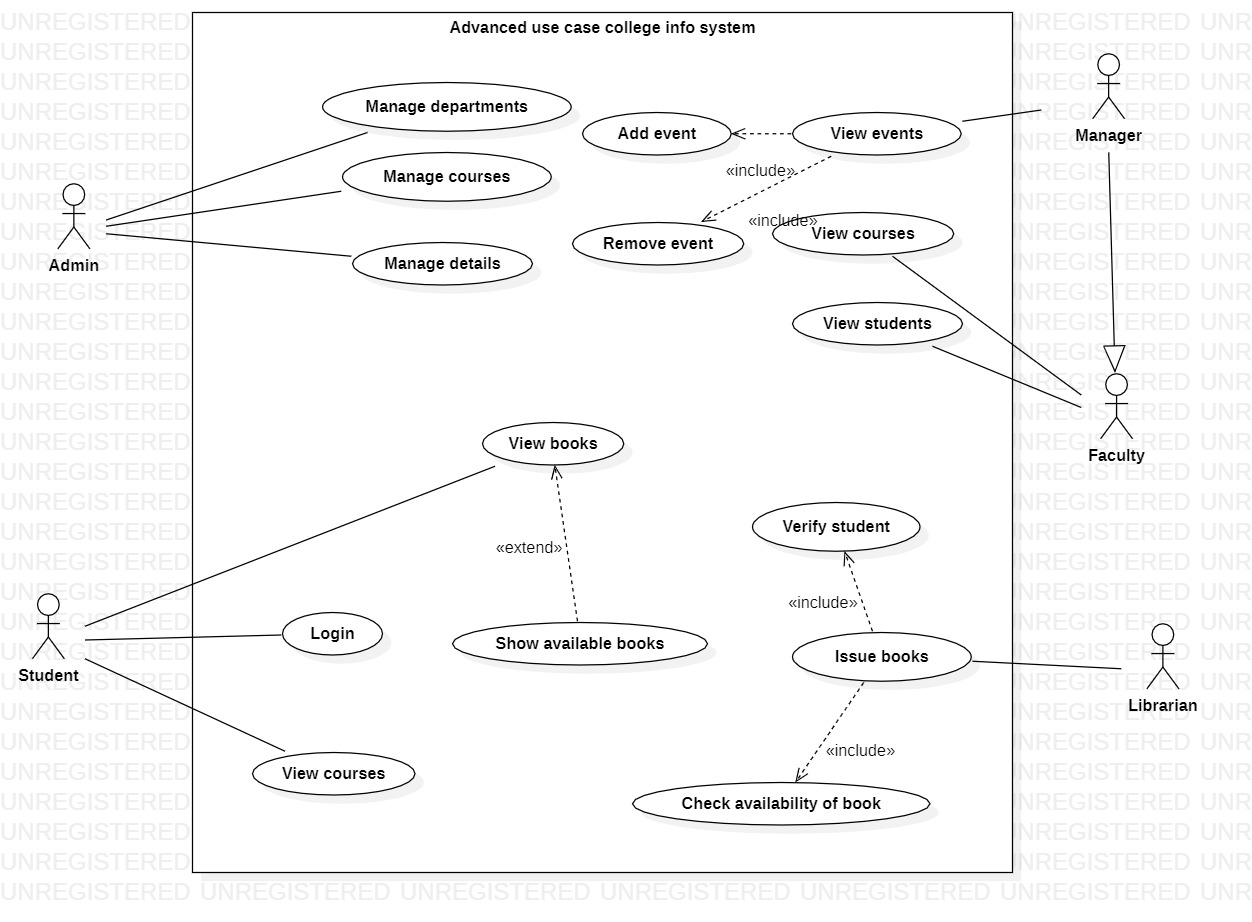 Advanced use case college info system
Manage departments
Add event
View events
Manager
«include»
Manage courses
«include»
Remove event
View courses
Admin
Manage details
View students
View books
Faculty
Verify student
«extend»
«include»
Login
Show available books
Issue books
Student
Librarian
«include»
View courses
Check availability of book
UNREGISTERED UNREGISTERED UNREGISTERED UNREGISTERED UNREGISTERED UNREGISTERED UNR